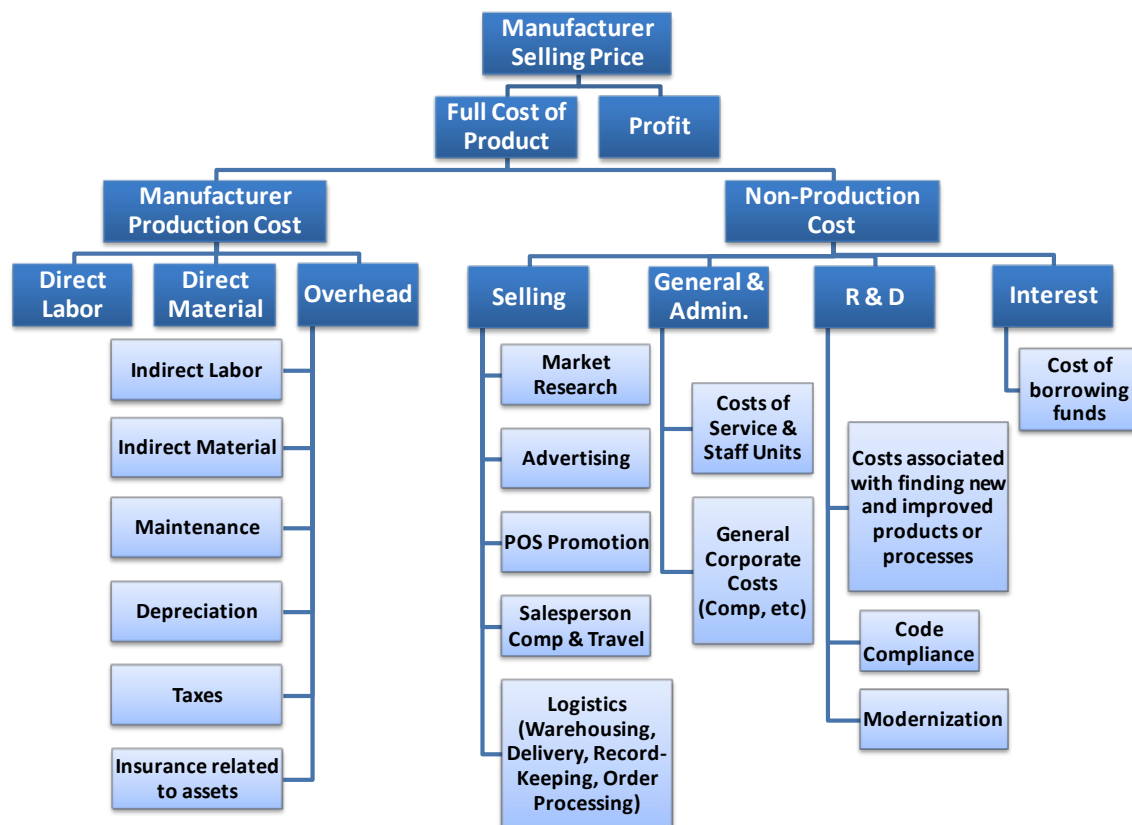 Manufacturer
Selling Price
Full Cost of
Product
Profit
Manufacturer
Production Cost
Non-Production
Cost
Direct
Labor
Direct
Material
Overhead
Selling
General &
Admin.
R & D
Interest
Indirect Labor
Indirect Material
Maintenance
Depreciation
Taxes
Insurance related
to assets
Market
Research
Advertising
POS Promotion
Salesperson
Comp & Travel
Logistics
(Warehousing,
Delivery, Record-
Keeping, Order
Processing)
Costs of
Service &
Staff Units
General
Corporate
Costs
(Comp, etc)
Costs associated
with finding new
and improved
products or
processes
Code
Compliance
Modernization
Cost of
borrowing
funds